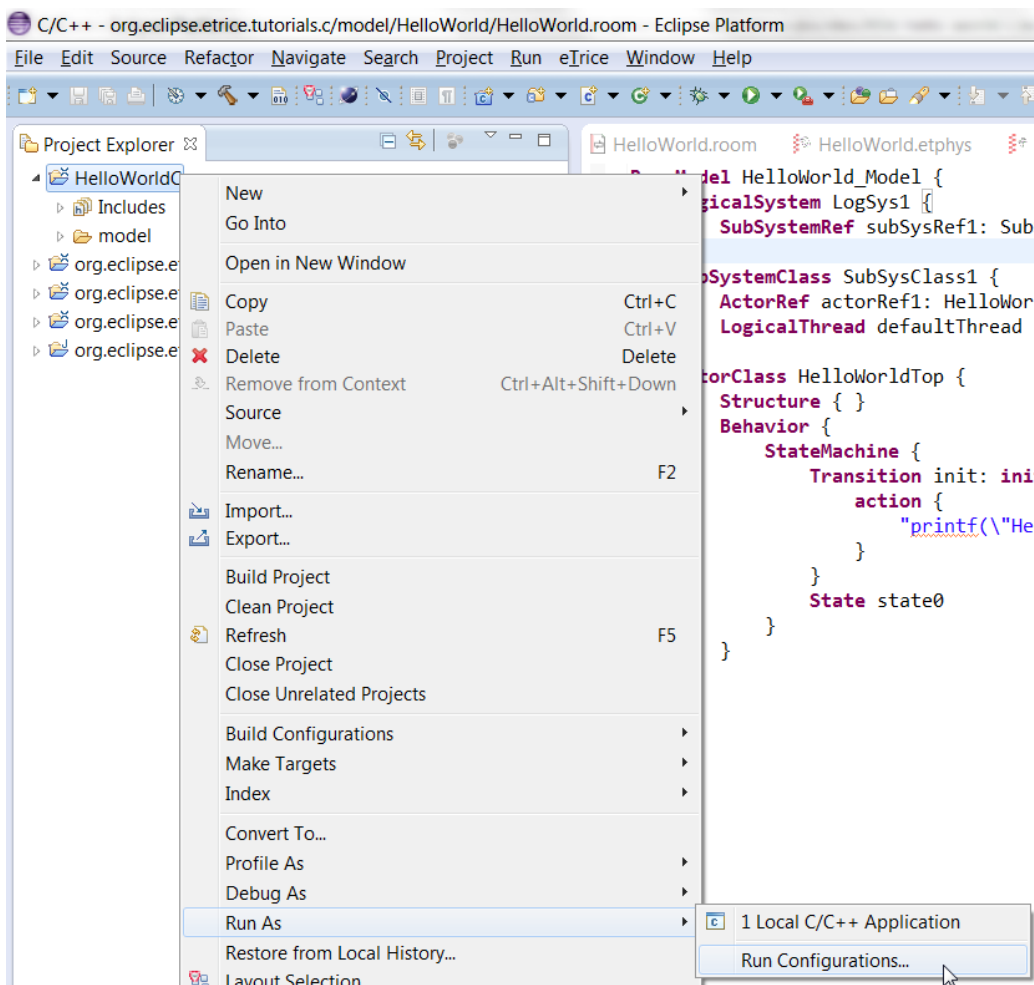 C/C++ - org.eclipse.etrice.tutorials.c/model/HelloWorld/HelloWorld.room - Eclipse Platform
File Edit Source Refactor Navigate Search Project Run eTrice Window Help
Project Explorer
HelloWorldC
Includes
model
org.eclipse.e
org.eclipse.e
org.eclipse.e
org.eclipse.e
New
Go Into
Open in New Window
Copy Ctrl+C
Paste Ctrl+V
Delete Delete
Remove from Context Ctrl+Alt+Shift+Down
Source
Move...
Rename... F2
Import...
Export...
Build Project
Clean Project
Refresh F5
Close Project
Close Unrelated Projects
Build Configurations
Make Targets
Index
Convert To...
Profile As
Debug As
Run As
Restore from Local History...
Layout Selection
1 Local C/C++ Application
Run Configurations...
HelloWorld.room HelloWorld.etphys
del HelloWorld_Model {
gicalSystem LogSys1 {
SubSystemRef subSysRef1: Sub
SystemClass SubSysClass1 {
ActorRef actorRef1: HelloWor
LogicalThread defaultThread
torClass HelloWorldTop {
Structure { }
Behavior {
StateMachine {
Transition init: ini
action {
"printf(\"He
}
}
State state0
}
}